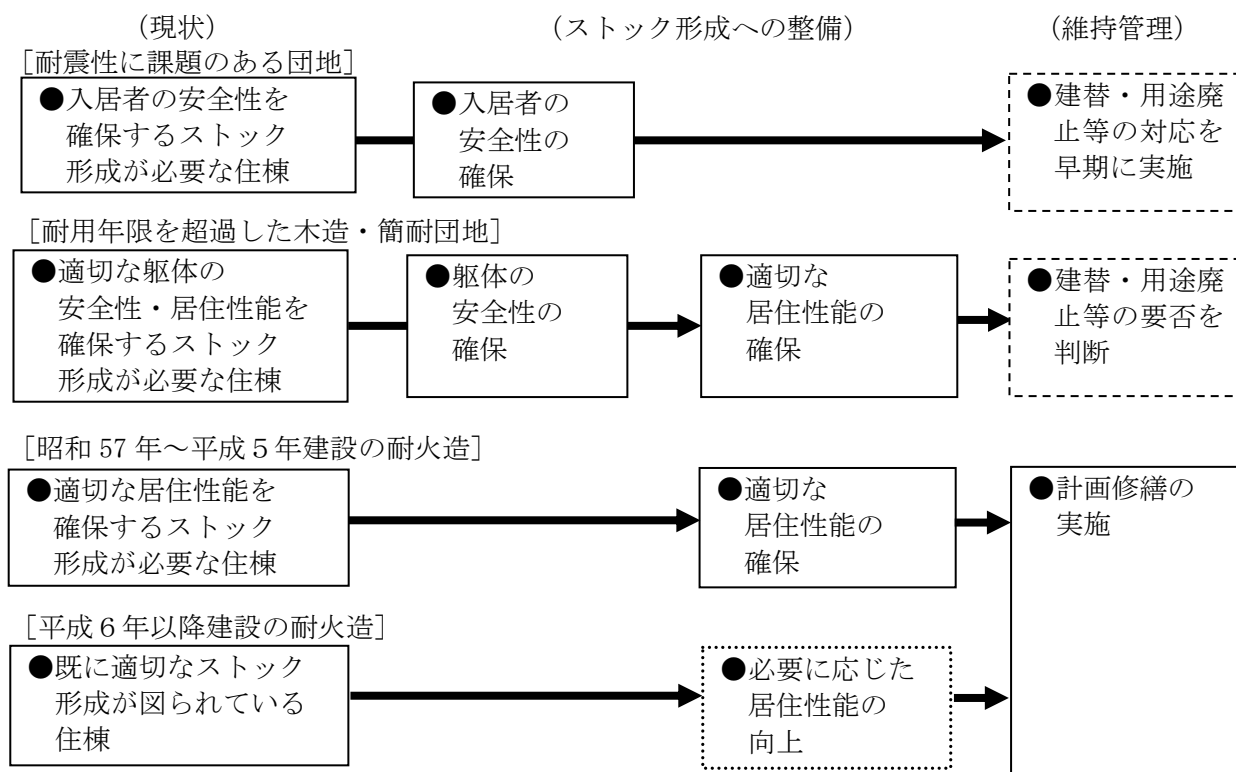 （現状）
（ストック形成への整備）
（維持管理）
［耐震性に課題のある団地］
●入居者の安全性を
確保するストック
形成が必要な住棟
●入居者の
安全性の
確保
●建替・用途廃
止等の対応を
早期に実施
［耐用年限を超過した木造・簡耐団地］
●適切な躯体の
安全性・居住性能を
確保するストック
形成が必要な住棟
●躯体の
安全性の
確保
●適切な
居住性能の
確保
●建替・用途廃
止等の要否を
判断
［昭和 57 年～平成５年建設の耐火造］
●適切な居住性能を
確保するストック
形成が必要な住棟
●適切な
居住性能の
確保
●計画修繕の
実施
［平成６年以降建設の耐火造］
●既に適切なストック
形成が図られている
住棟
●必要に応じた
居住性能の
向上